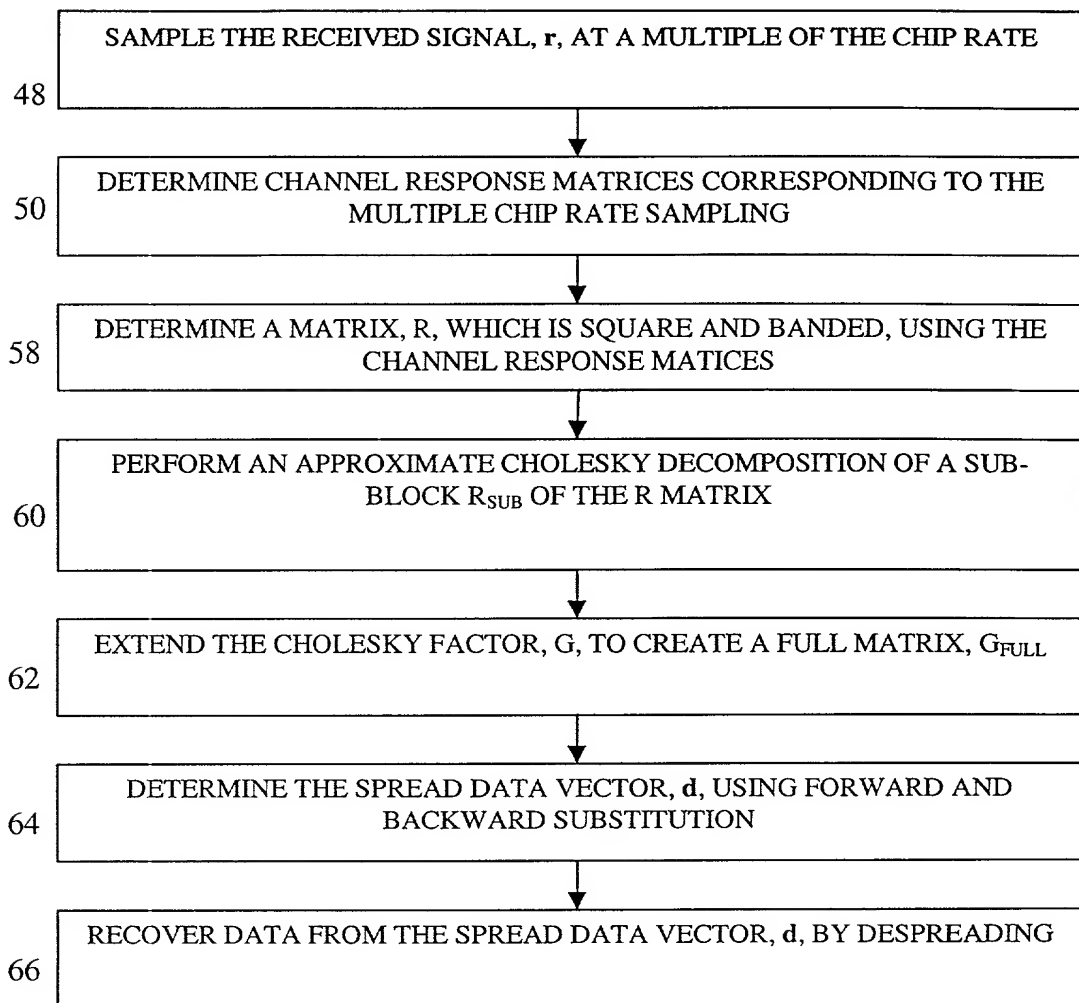 SAMPLE THE RECEIVED SIGNAL, r, AT A MULTIPLE OF THE CHIP RATE
48
DETERMINE CHANNEL RESPONSE MATRICES CORRESPONDING TO THE
MULTIPLE CHIP RATE SAMPLING
50
DETERMINE A MATRIX, R, WHICH IS SQUARE AND BANDED, USING THE
CHANNEL RESPONSE MATICES
58
PERFORM AN APPROXIMATE CHOLESKY DECOMPOSITION OF A SUB-
BLOCK RSUB OF THE R MATRIX
60
EXTEND THE CHOLESKY FACTOR, G, TO CREATE A FULL MATRIX, GFULL
62
DETERMINE THE SPREAD DATA VECTOR, d, USING FORWARD AND
BACKWARD SUBSTITUTION
64
RECOVER DATA FROM THE SPREAD DATA VECTOR, d, BY DESPREADING
66